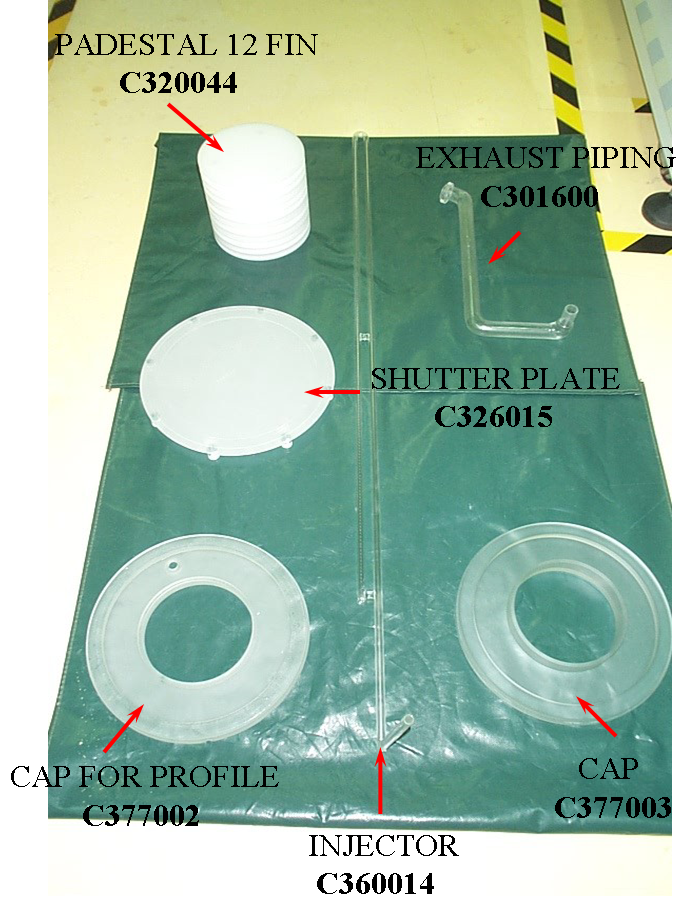 PADESTAL 12 FIN
C320044
EXHAUST PIPING
C301600
SHUTTER PLATE
C326015
CAP FOR PROFILE
C377002
CAP
C377003
INJECTOR
C360014